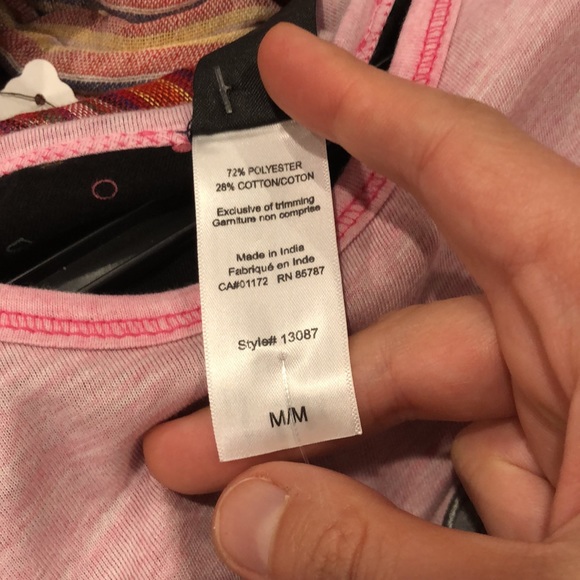 72% POLYESTER
28% COTTON/COTON
Exclusive of trimming
Garniture non comprise
Made in India
Fabriqué en Inde
CA#01172 RN 85787
Style# 13087
M/M